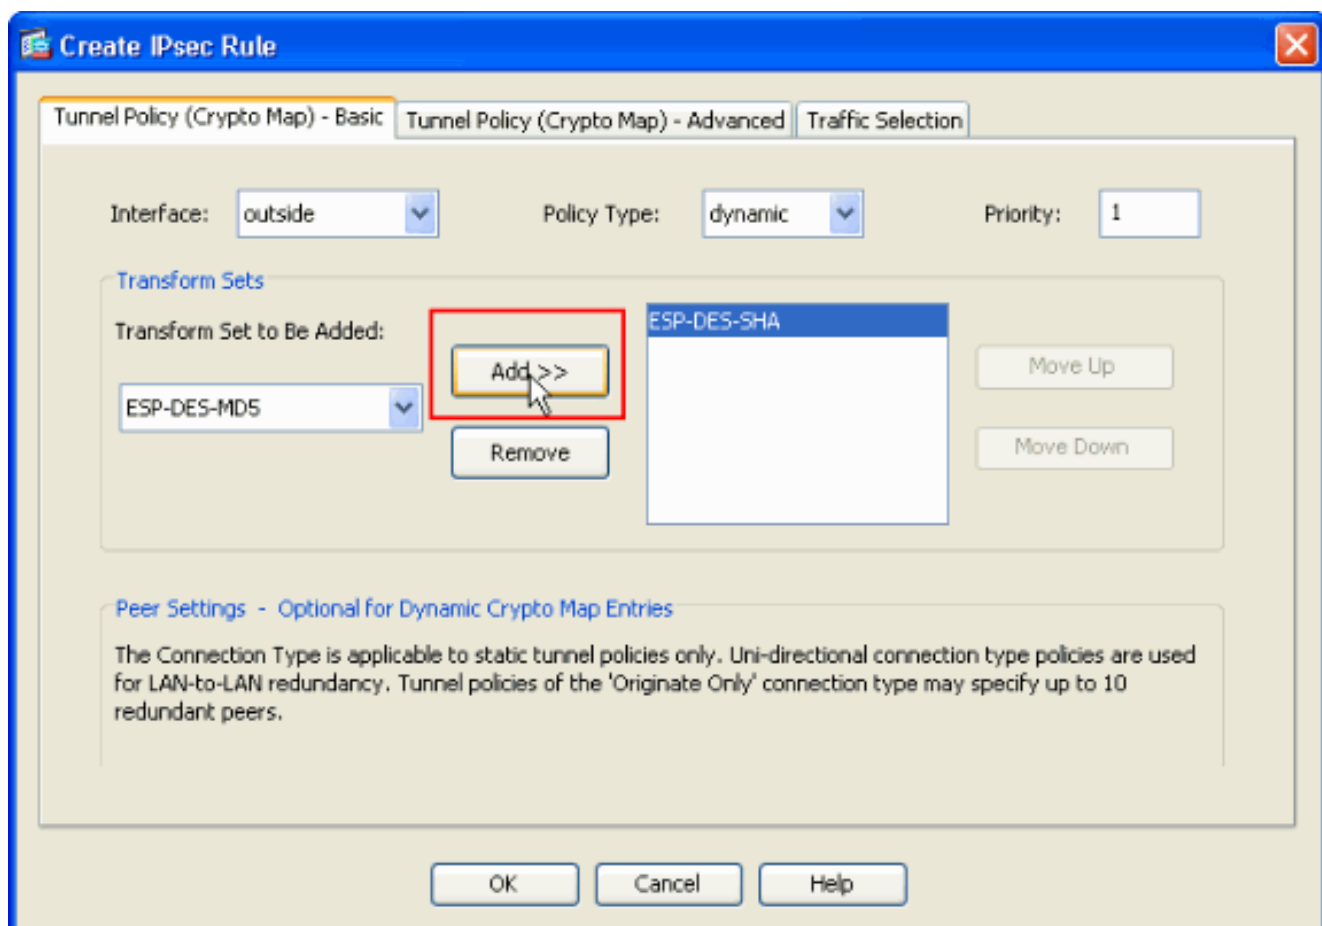 Create IPsec Rule
Tunnel Policy (Crypto Map) - Basic Tunnel Policy (Crypto Map) - Advanced Traffic Selection
Interface: outside Policy Type: dynamic Priority: 1
Transform Sets
Transform Set to Be Added:
ESP-DES-SHA
Add >>
Move Up
ESP-DES-MD5
Remove
Move Down
Peer Settings - Optional for Dynamic Crypto Map Entries
The Connection Type is applicable to static tunnel policies only. Uni-directional connection type policies are used
for LAN-to-LAN redundancy. Tunnel policies of the 'Originate Only' connection type may specify up to 10
redundant peers.
OK Cancel Help